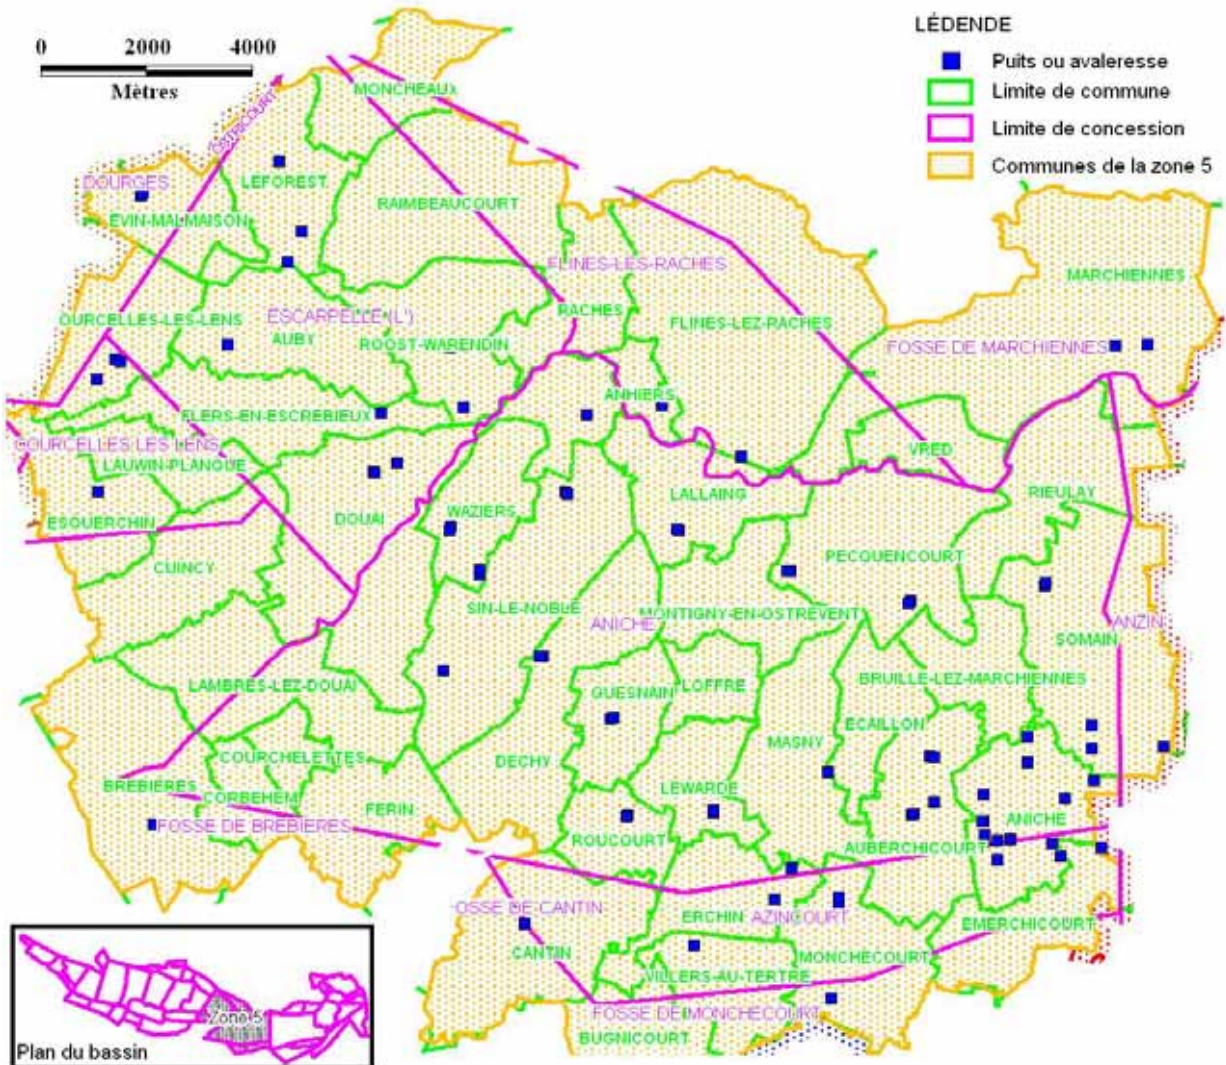 LÉDENDE
0 2000 4000
Mètres
Puits ou avaleresse
Limite de commune
Limite de concession
Communes de la zone 5
MONCHEAUX
OSTRICOURT
DOURGES
LEFOREST
EVIN-MALMAISON
RAIMBEAUCOURT
FLINES-LES-RACHES
MARCHIENNES
OURCELLES-LES-LENS
ESCARPELLE (L')
AUBY
ROOST-WARENDIN
RACHES
FLINES-LEZ-RACHES
FOSSE DE MARCHIENNES
ANHIERS
FLERS-EN-ESCREBIEUX
COURCELLES LES LENS
LAUWIN-PLANQUE
VRED
LALLAING
RIEULAY
ESQUERCHIN
DOUAI
WAZIERS
CUINCY
PECQUENCOURT
SIN-LE-NOBLE
ANICHE
MONTIGNY-EN-OSTREVENT
ANZIN
SOMAIN
LAMBRES-LEZ-DOUAI
GUESNAIN
LOFFRE
BRUILLE-LEZ-MARCHIENNES
ECAILLON
MASNY
COURCHELETTES
DECHY
BREBIERES
CORBEHEM
FERIN
LEWARDE
FOSSE DE BREBIERES
ROUCOURT
AUBERCHICOURT
ANICHE
OSSE DE CANTIN
ERCHIN
AZINCOURT
EMERCHICOURT
CANTIN
MONCHECOURT
VILLERS-AU-TERTRE
FOSSE DE MONCHECOURT
BUGNICOURT
Zone 5
Plan du bassin